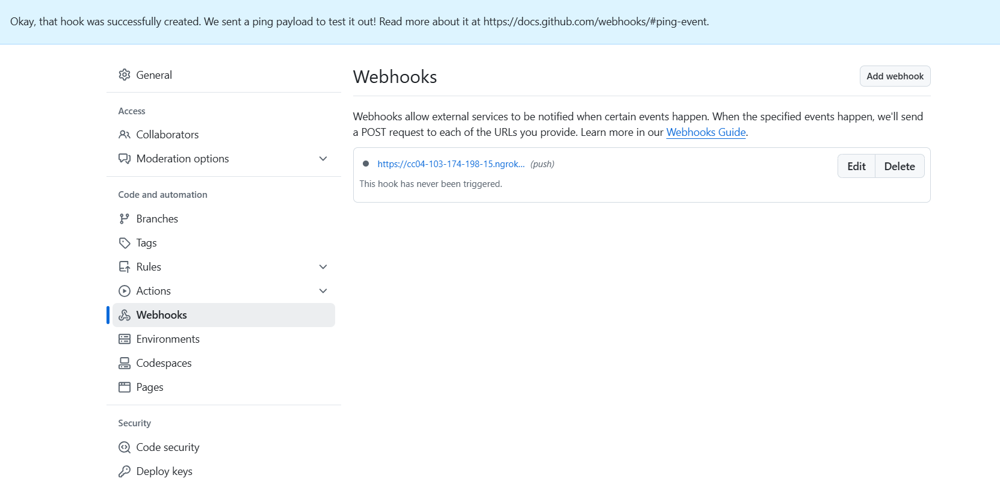 Okay, that hook was successfully created. We sent a ping payload to test it out! Read more about it at https://docs.github.com/webhooks/#ping-event.
General
Access
Collaborators
Moderation options
Code and automation
Branches
Tags
Rules
Actions
Webhooks
Environments
Codespaces
Pages
Security
Code security
Deploy keys
Webhooks
Add webhook
Webhooks allow external services to be notified when certain events happen. When the specified events happen, we'll send
a POST request to each of the URLs you provide. Learn more in our Webhooks Guide.
https://cc04-103-174-198-15.ngrok... (push)
Edit
Delete
This hook has never been triggered.